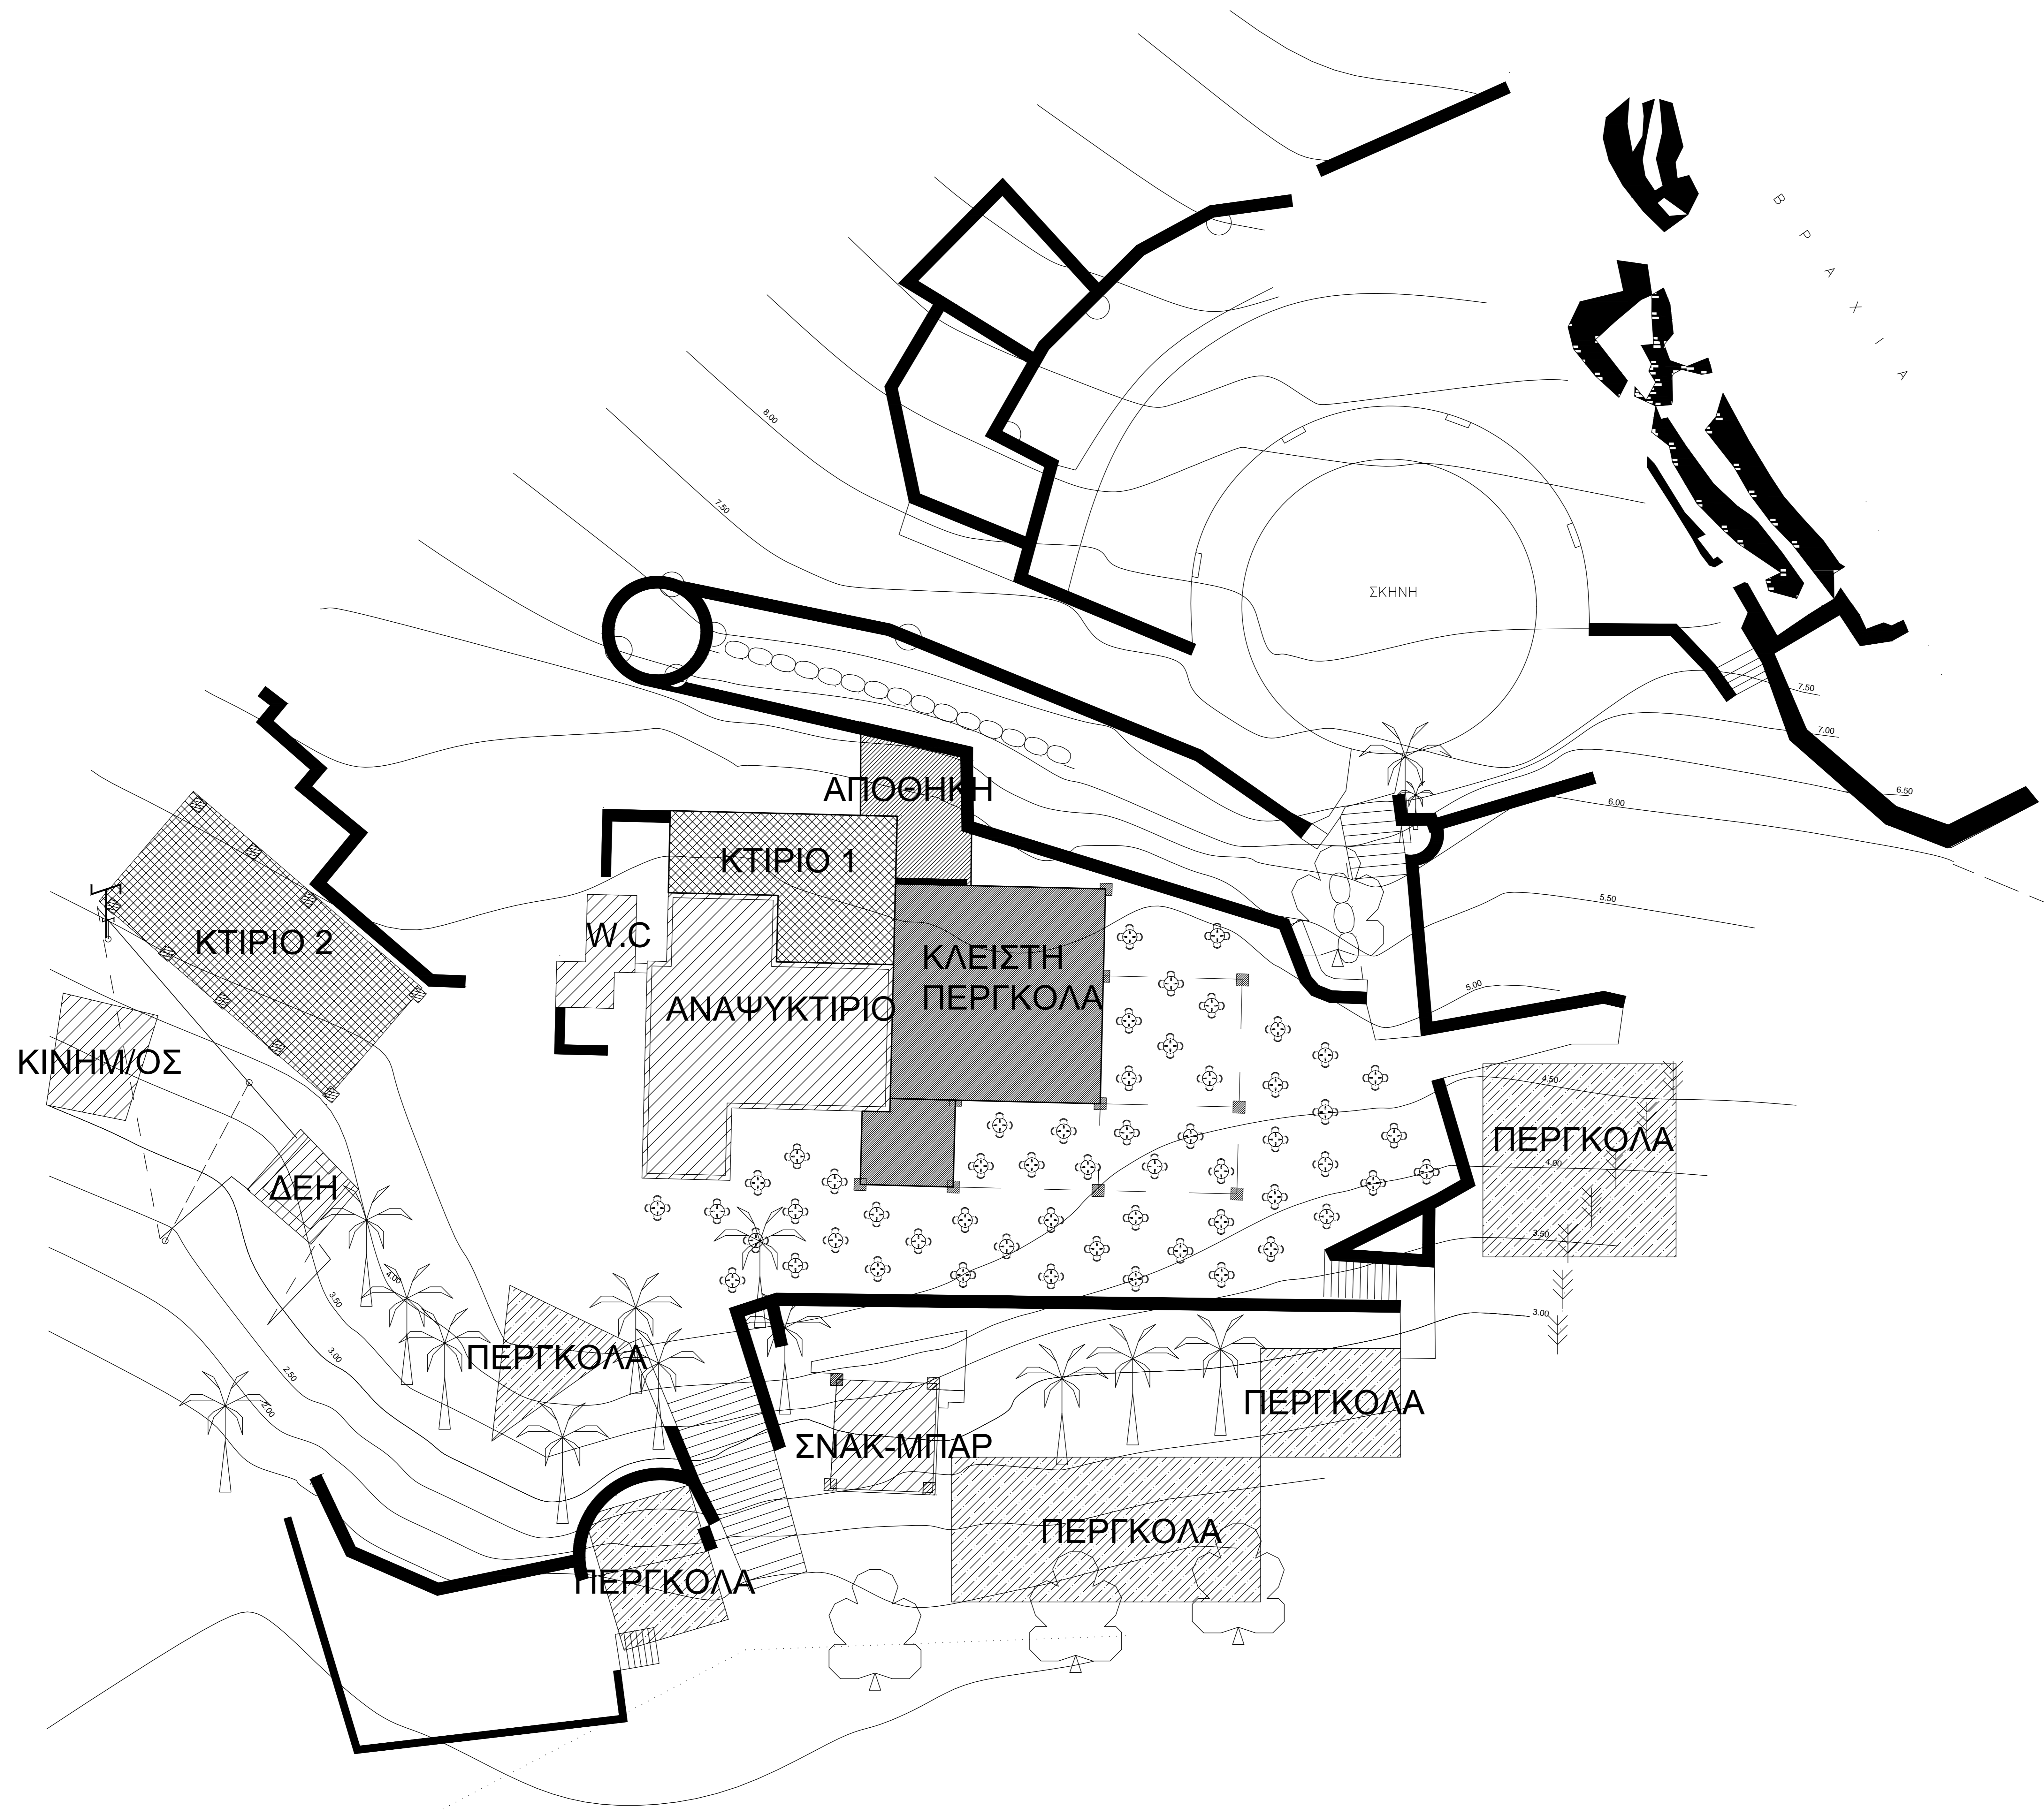 Β Ρ Α Χ Ι Α
8.00
7.50
ΣΚΗΝΗ
7.50
7.00
6.50
6.00
ΑΠΟΘΗΚΗ
ΚΤΙΡΙΟ 1
5.50
W.C
ΚΤΙΡΙΟ 2
ΚΛΕΙΣΤΗ
ΠΕΡΓΚΟΛΑ
5.00
ΑΝΑΨΥΚΤΙΡΙΟ
ΚΙΝΗΜ/ΟΣ
4.50
ΠΕΡΓΚΟΛΑ
4.00
ΔΕΗ
3.50
4.00
3.50
3.00
3.00
2.50
2.00
ΠΕΡΓΚΟΛΑ
ΠΕΡΓΚΟΛΑ
ΣΝΑΚ-ΜΠΑΡ
ΠΕΡΓΚΟΛΑ
ΠΕΡΓΚΟΛΑ